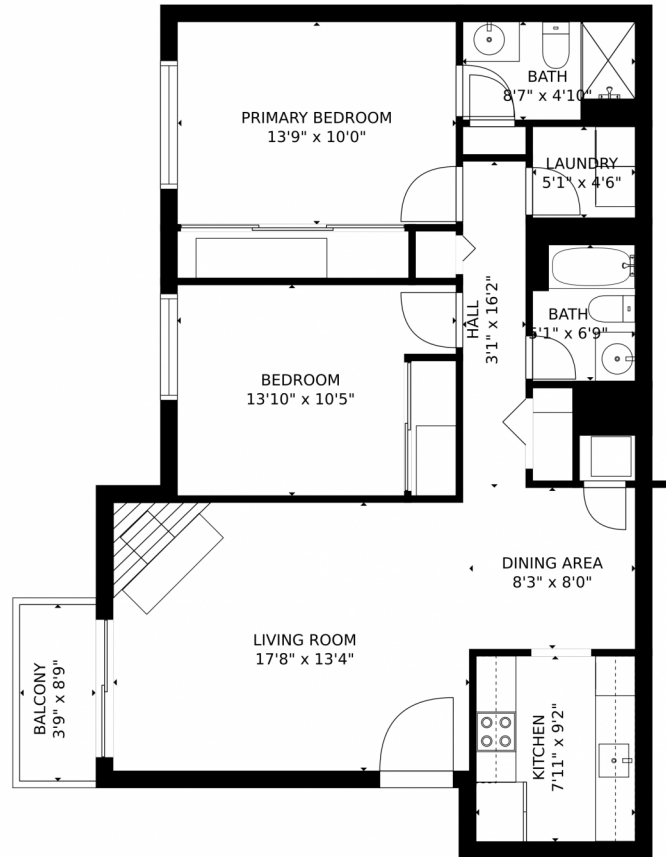 BATH
8'7" x 4'10"
PRIMARY BEDROOM
13'9" x 10'0"
LAUNDRY
5'1" x 4'6"
HALL
3'1" x 16'2"
BATH
5'1" x 6'9"
BEDROOM
13'10" x 10'5"
DINING AREA
8'3" x 8'0"
LIVING ROOM
17'8" x 13'4"
BALCONY
3'9" x 8'9"
KITCHEN
7'11" x 9'2"